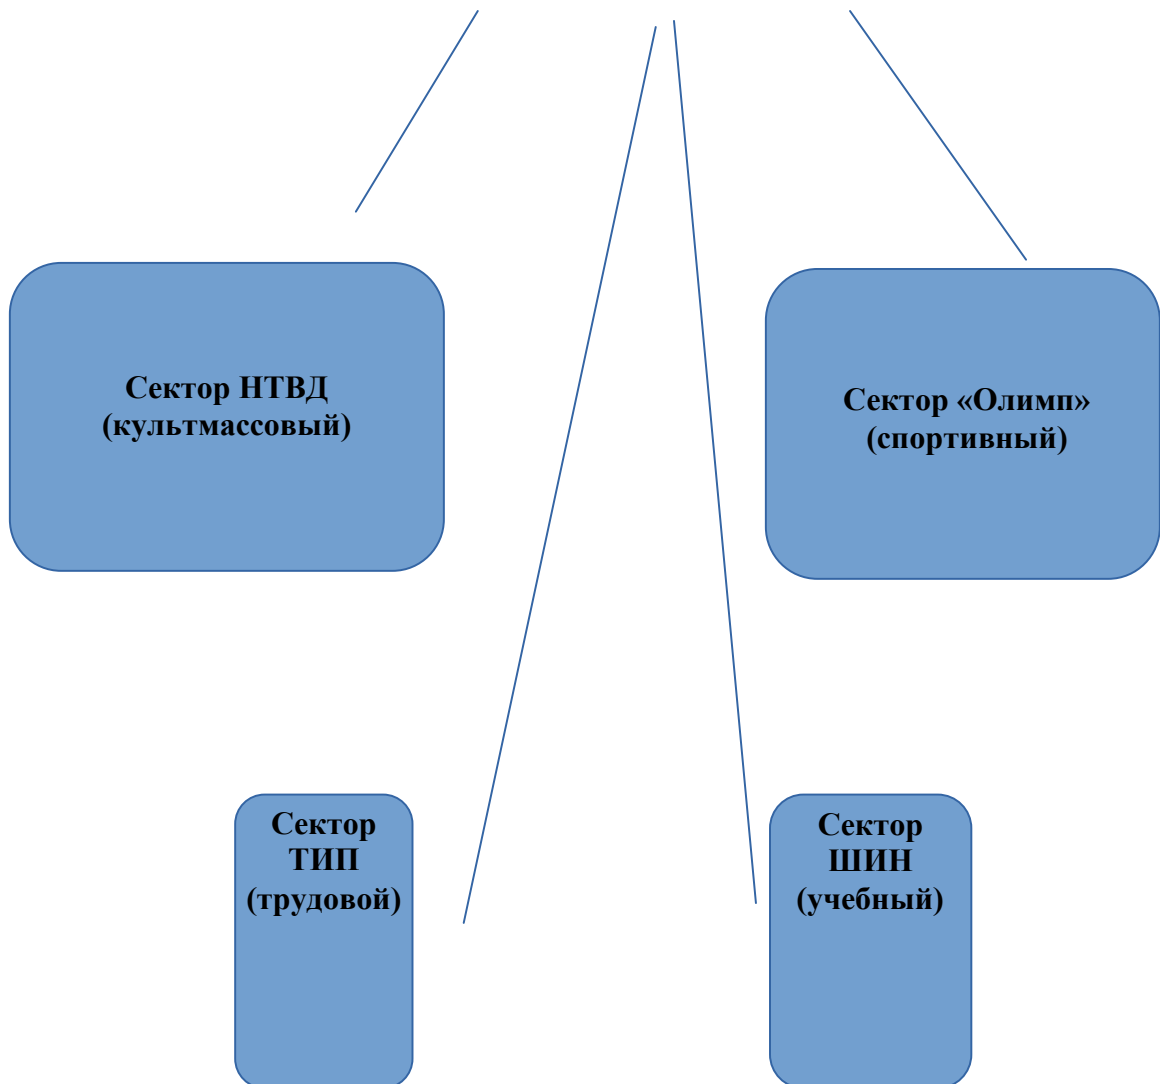 Сектор НТВД
(культмассовый)
Сектор «Олимп»
(спортивный)
Сектор
ТИП
(трудовой)
Сектор
ШИН
(учебный)